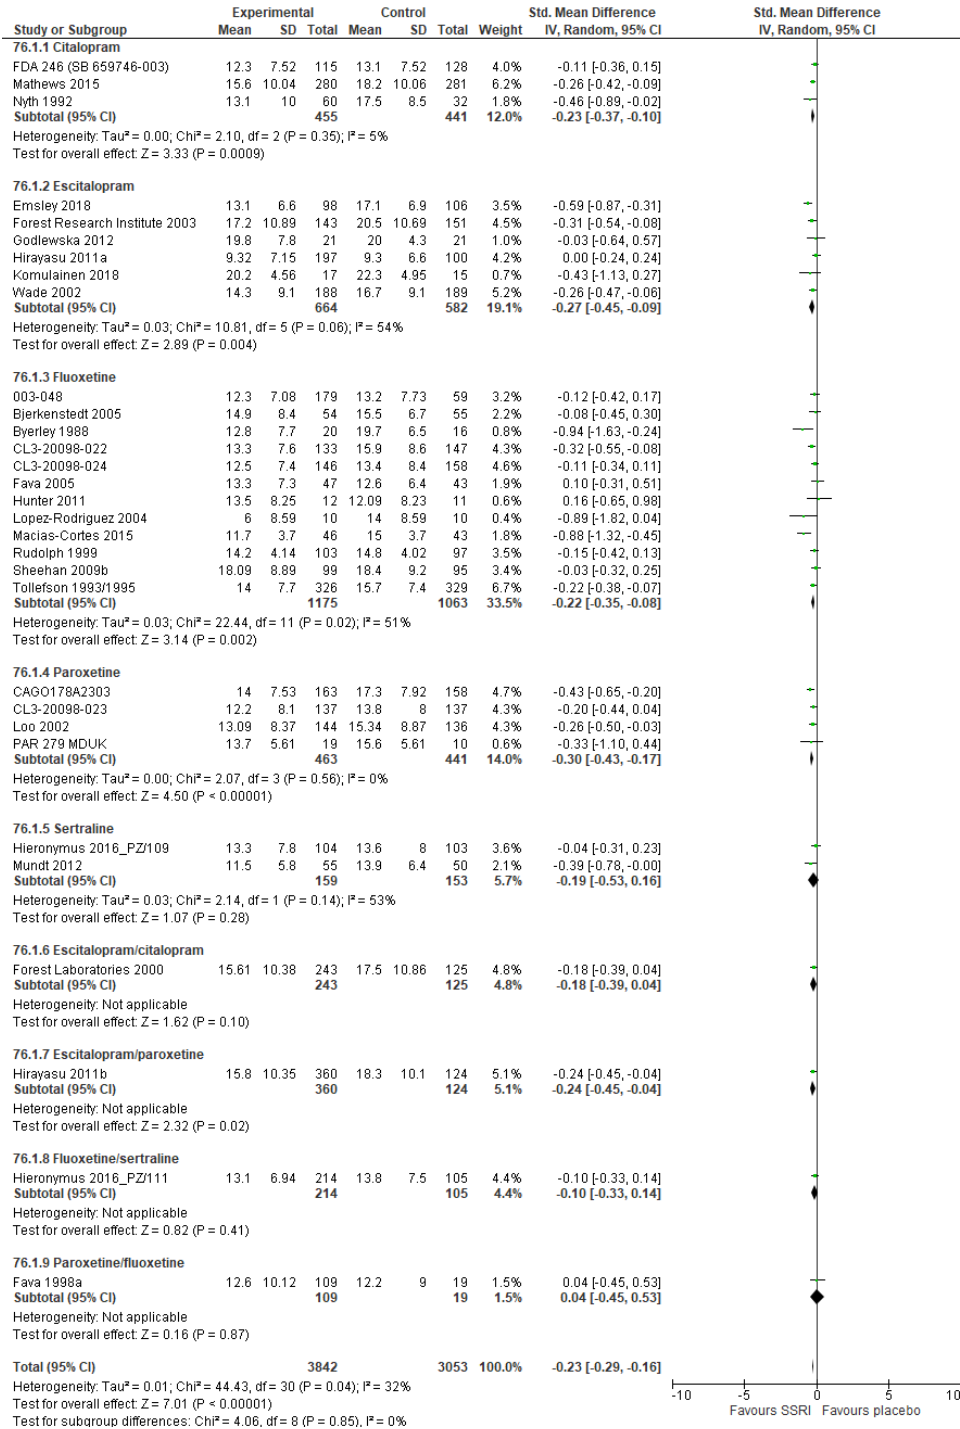 Experimental Control Std. Mean Difference Std. Mean Difference
Study or Subgroup Mean SD Total Mean SD Total Weight IV, Random, 95% CI IV, Random, 95% CI
76.1.1 Citalopram
FDA 246 (SB 659746-003) 12.3 7.52 115 13.1 7.52 128 4.0% -0.11 [-0.36, 0.15]
Mathews 2015 15.6 10.04 280 18.2 10.06 281 6.2% -0.26 [-0.42, -0.09]
Nyth 1992 13.1 10 60 17.5 8.5 32 1.8% -0.46 [-0.89, -0.02]
Subtotal (95% CI) 455 441 12.0% -0.23 [-0.37, -0.10]
Heterogeneity: Tau² = 0.00; Chi² = 2.10, df = 2 (P = 0.35); I² = 5%
Test for overall effect: Z = 3.33 (P = 0.0009)
76.1.2 Escitalopram
Emsley 2018 13.1 6.6 98 17.1 6.9 106 3.5% -0.59 [-0.87, -0.31]
Forest Research Institute 2003 17.2 10.89 143 20.5 10.69 151 4.5% -0.31 [-0.54, -0.08]
Godlewska 2012 19.8 7.8 21 20 4.3 21 1.0% -0.03 [-0.64, 0.57]
Hirayasu 2011a 9.32 7.15 197 9.3 6.6 100 4.2% 0.00 [-0.24, 0.24]
Komulainen 2018 20.2 4.56 17 22.3 4.95 15 0.7% -0.43 [-1.13, 0.27]
Wade 2002 14.3 9.1 188 16.7 9.1 189 5.2% -0.26 [-0.47, -0.06]
Subtotal (95% CI) 664 582 19.1% -0.27 [-0.45, -0.09]
Heterogeneity: Tau² = 0.03; Chi² = 10.81, df = 5 (P = 0.06); I² = 54%
Test for overall effect: Z = 2.89 (P = 0.004)
76.1.3 Fluoxetine
003-048 12.3 7.08 179 13.2 7.73 59 3.2% -0.12 [-0.42, 0.17]
Bjerkenstedt 2005 14.9 8.4 54 15.5 6.7 55 2.2% -0.08 [-0.45, 0.30]
Byerley 1988 12.8 7.7 20 19.7 6.5 16 0.8% -0.94 [-1.63, -0.24]
CL3-20098-022 13.3 7.6 133 15.9 8.6 147 4.3% -0.32 [-0.55, -0.08]
CL3-20098-024 12.5 7.4 146 13.4 8.4 158 4.6% -0.11 [-0.34, 0.11]
Fava 2005 13.3 7.3 47 12.6 6.4 43 1.9% 0.10 [-0.31, 0.51]
Hunter 2011 13.5 8.25 12 12.09 8.23 11 0.6% 0.16 [-0.65, 0.98]
Lopez-Rodriguez 2004 6 8.59 10 14 8.59 10 0.4% -0.89 [-1.82, 0.04]
Macias-Cortes 2015 11.7 3.7 46 15 3.7 43 1.8% -0.88 [-1.32, -0.45]
Rudolph 1999 14.2 4.14 103 14.8 4.02 97 3.5% -0.15 [-0.42, 0.13]
Sheehan 2009b 18.09 8.89 99 18.4 9.2 95 3.4% -0.03 [-0.32, 0.25]
Tollefson 1993/1995 14 7.7 326 15.7 7.4 329 6.7% -0.22 [-0.38, -0.07]
Subtotal (95% CI) 1175 1063 33.5% -0.22 [-0.35, -0.08]
Heterogeneity: Tau² = 0.03; Chi² = 22.44, df = 11 (P = 0.02); I² = 51%
Test for overall effect: Z = 3.14 (P = 0.002)
76.1.4 Paroxetine
CAGO178A2303 14 7.53 163 17.3 7.92 158 4.7% -0.43 [-0.65, -0.20]
CL3-20098-023 12.2 8.1 137 13.8 8 137 4.3% -0.20 [-0.44, 0.04]
Loo 2002 13.09 8.37 144 15.34 8.87 136 4.3% -0.26 [-0.50, -0.03]
PAR 279 MDUK 13.7 5.61 19 15.6 5.61 10 0.6% -0.33 [-1.10, 0.44]
Subtotal (95% CI) 463 441 14.0% -0.30 [-0.43, -0.17]
Heterogeneity: Tau² = 0.00; Chi² = 2.07, df = 3 (P = 0.56); I² = 0%
Test for overall effect: Z = 4.50 (P < 0.00001)
76.1.5 Sertraline
Hieronymus 2016_PZ/109 13.3 7.8 104 13.6 8 103 3.6% -0.04 [-0.31, 0.23]
Mundt 2012 11.5 5.8 55 13.9 6.4 50 2.1% -0.39 [-0.78, -0.00]
Subtotal (95% CI) 159 153 5.7% -0.19 [-0.53, 0.16]
Heterogeneity: Tau² = 0.03; Chi² = 2.14, df = 1 (P = 0.14); I² = 53%
Test for overall effect: Z = 1.07 (P = 0.28)
76.1.6 Escitalopram/citalopram
Forest Laboratories 2000 15.61 10.38 243 17.5 10.86 125 4.8% -0.18 [-0.39, 0.04]
Subtotal (95% CI) 243 125 4.8% -0.18 [-0.39, 0.04]
Heterogeneity: Not applicable
Test for overall effect: Z = 1.62 (P = 0.10)
76.1.7 Escitalopram/paroxetine
Hirayasu 2011b 15.8 10.35 360 18.3 10.1 124 5.1% -0.24 [-0.45, -0.04]
Subtotal (95% CI) 360 124 5.1% -0.24 [-0.45, -0.04]
Heterogeneity: Not applicable
Test for overall effect: Z = 2.32 (P = 0.02)
76.1.8 Fluoxetine/sertraline
Hieronymus 2016_PZ/111 13.1 6.94 214 13.8 7.5 105 4.4% -0.10 [-0.33, 0.14]
Subtotal (95% CI) 214 105 4.4% -0.10 [-0.33, 0.14]
Heterogeneity: Not applicable
Test for overall effect: Z = 0.82 (P = 0.41)
76.1.9 Paroxetine/fluoxetine
Fava 1998a 12.6 10.12 109 12.2 9 19 1.5% 0.04 [-0.45, 0.53]
Subtotal (95% CI) 109 19 1.5% 0.04 [-0.45, 0.53]
Heterogeneity: Not applicable
Test for overall effect: Z = 0.16 (P = 0.87)
Total (95% CI) 3842 3053 100.0% -0.23 [-0.29, -0.16]
Heterogeneity: Tau² = 0.01; Chi² = 44.43, df = 30 (P = 0.04); I² = 32%
Test for overall effect: Z = 7.01 (P < 0.00001)
Test for subgroup differences: Chi² = 4.06, df = 8 (P = 0.85), I² = 0%
-10 -5 0 5 10
Favours SSRI Favours placebo